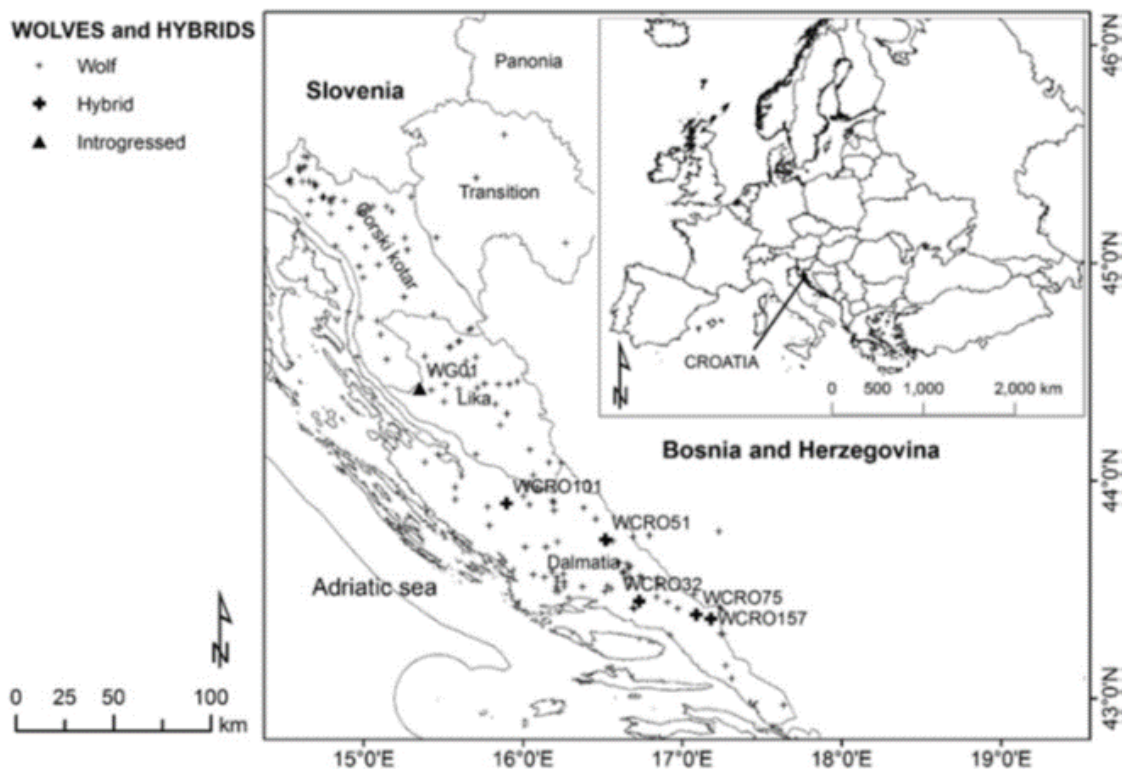 WOLVES and HYBRIDS
Wolf
Hybrid
Introgressed
Slovenia
Panonia
Transition
Gorski kotar
WG01
Lika
Bosnia and Herzegovina
WCRO101
WCRO51
Dalmatia
WCRO32
WCRO75
WCRO157
Adriatic sea
CROATIA
N
0 500 1,000 2,000 km
N
0 25 50 100
km
46°0'N
45°0'N
44°0'N
43°0'N
15°0'E 16°0'E 17°0'E 18°0'E 19°0'E